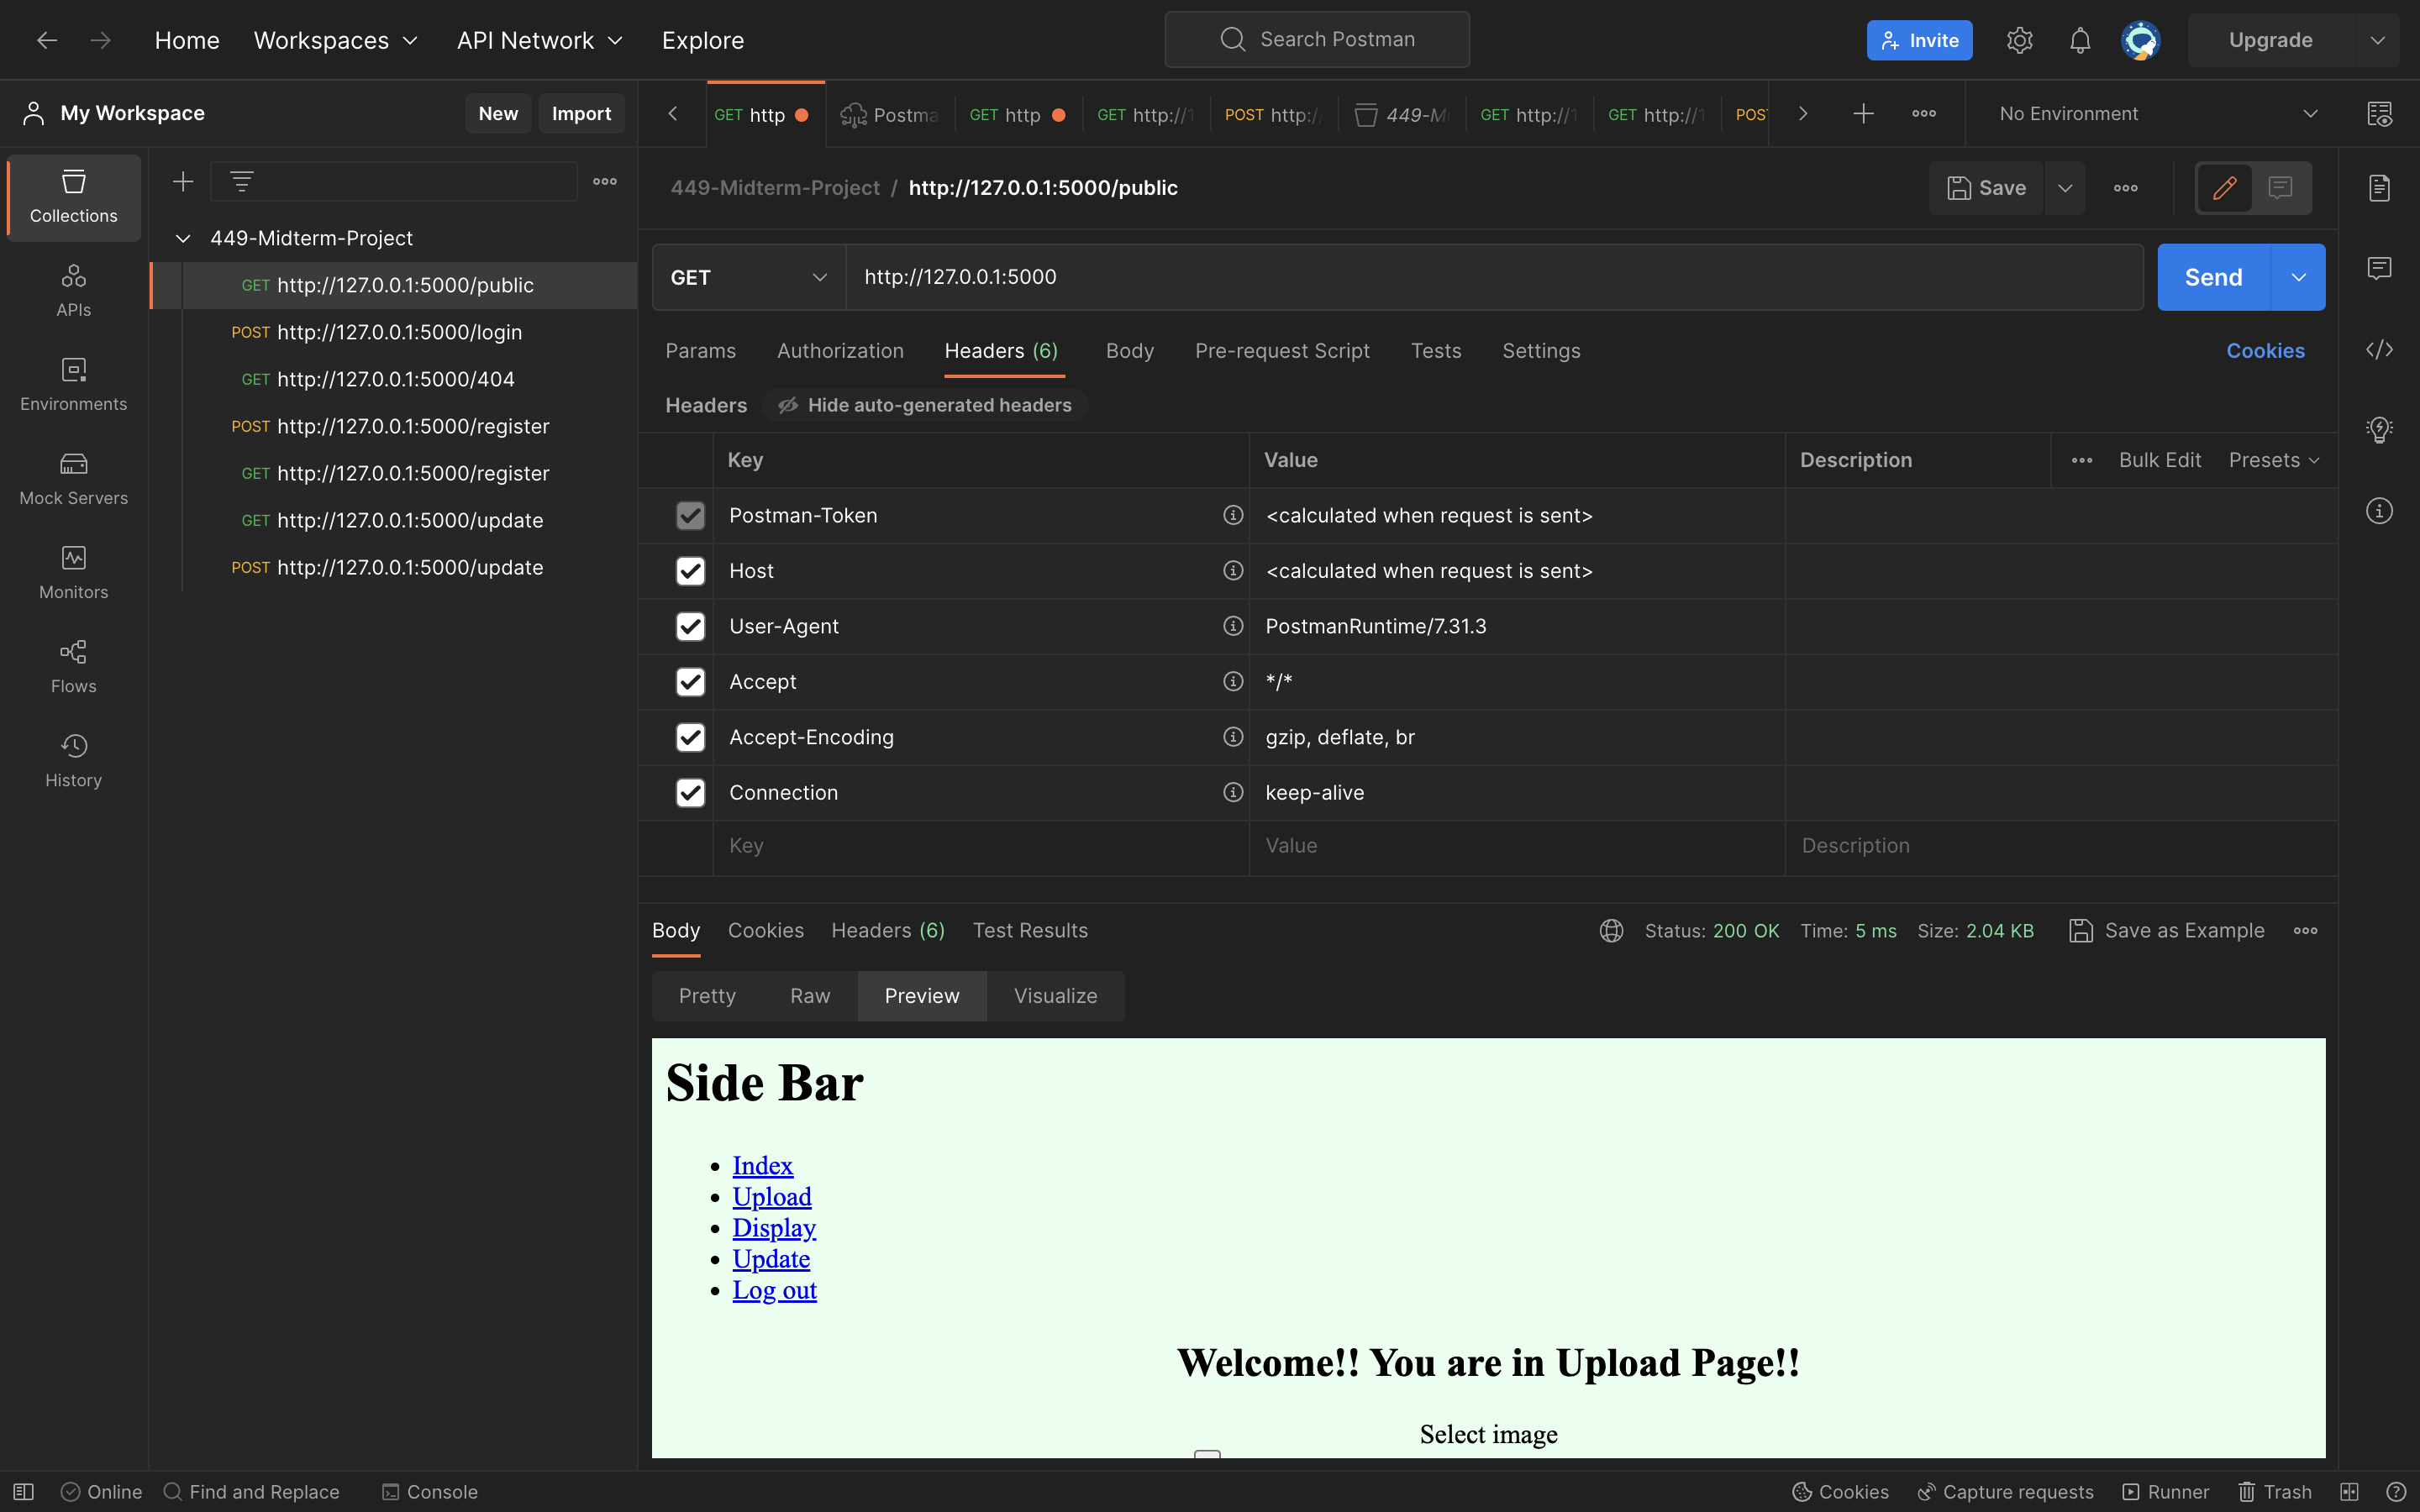 Home Workspaces API Network Explore Search Postman Invite Upgrade
My Workspace New Import
GET http Postma GET http GET http://1 POST http:/ 449-M GET http://1 GET http://1 POS No Environment
Collections
APIs
Environments
Mock Servers
Monitors
Flows
History
449-Midterm-Project
GET http://127.0.0.1:5000/public
POST http://127.0.0.1:5000/login
GET http://127.0.0.1:5000/404
POST http://127.0.0.1:5000/register
GET http://127.0.0.1:5000/register
GET http://127.0.0.1:5000/update
POST http://127.0.0.1:5000/update
449-Midterm-Project / http://127.0.0.1:5000/public Save
GET http://127.0.0.1:5000 Send
Params Authorization Headers (6) Body Pre-request Script Tests Settings Cookies
Headers Hide auto-generated headers
Key Value Description Bulk Edit Presets
Postman-Token <calculated when request is sent>
Host <calculated when request is sent>
User-Agent PostmanRuntime/7.31.3
Accept */*
Accept-Encoding gzip, deflate, br
Connection keep-alive
Key Value Description
Body Cookies Headers (6) Test Results Status: 200 OK Time: 5 ms Size: 2.04 KB Save as Example
Pretty Raw Preview Visualize
Side Bar
Index
Upload
Display
Update
Log out
Welcome!! You are in Upload Page!!
Select image
Online Find and Replace Console Cookies Capture requests Runner Trash